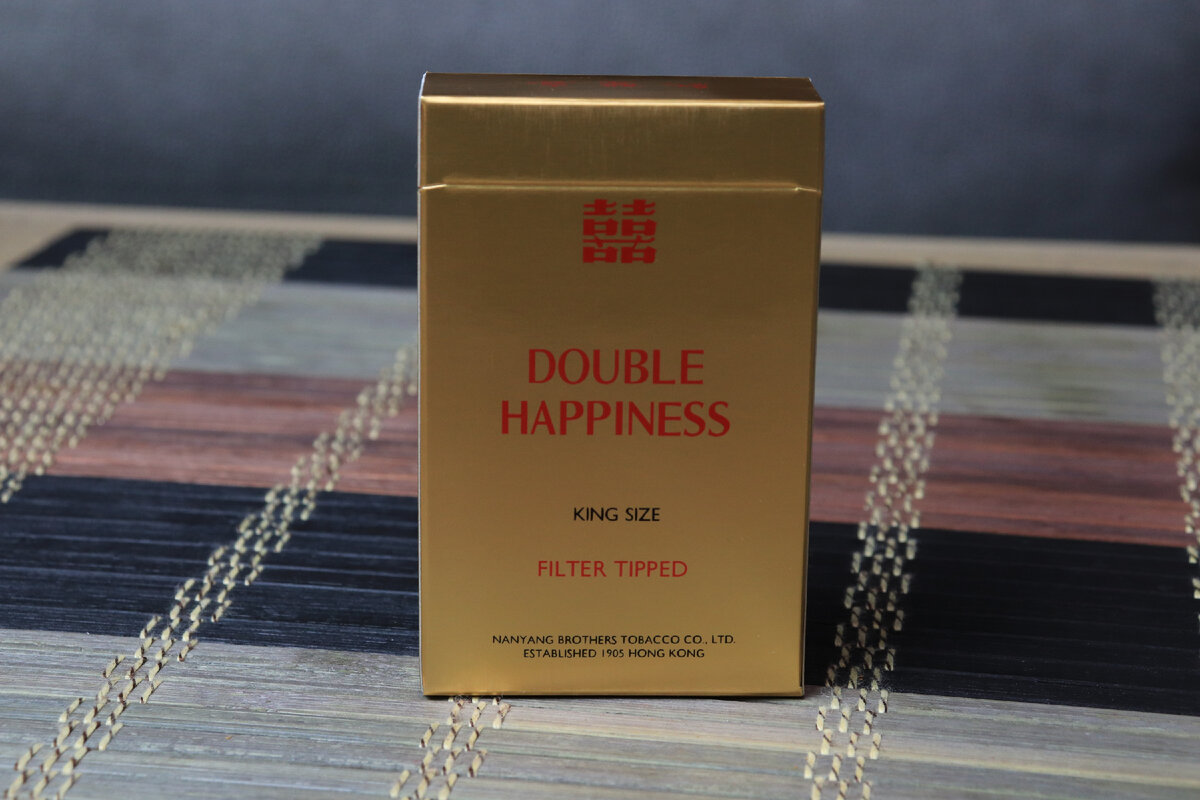 囍
DOUBLE
HAPPINESS
KING SIZE
FILTER TIPPED
NANYANG BROTHERS TOBACCO CO., LTD.
ESTABLISHED 1905 HONG KONG